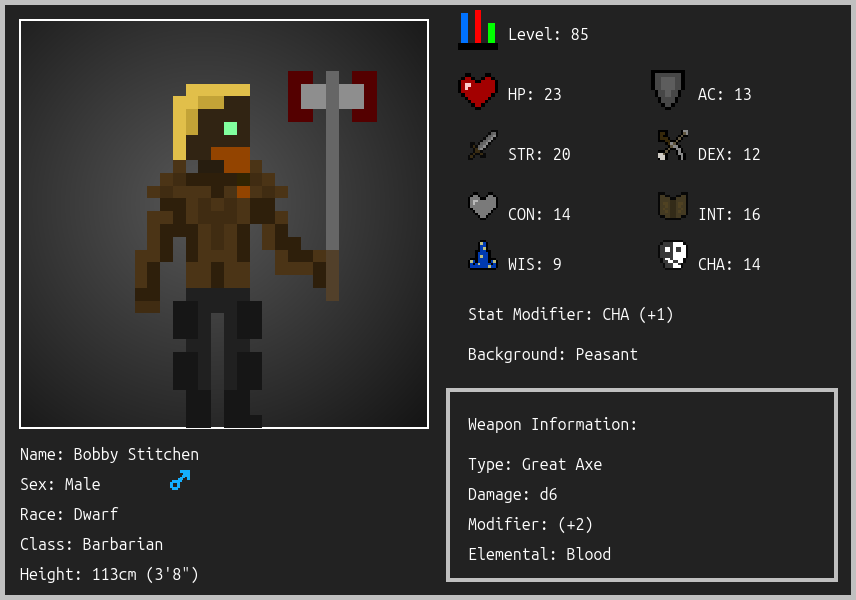 Level: 85
HP: 23
AC: 13
STR: 20
DEX: 12
CON: 14
INT: 16
WIS: 9
CHA: 14
Stat Modifier: CHA (+1)
Background: Peasant
Weapon Information:
Type: Great Axe
Damage: d6
Modifier: (+2)
Elemental: Blood
Name: Bobby Stitchen
Sex: Male
Race: Dwarf
Class: Barbarian
Height: 113cm (3'8")